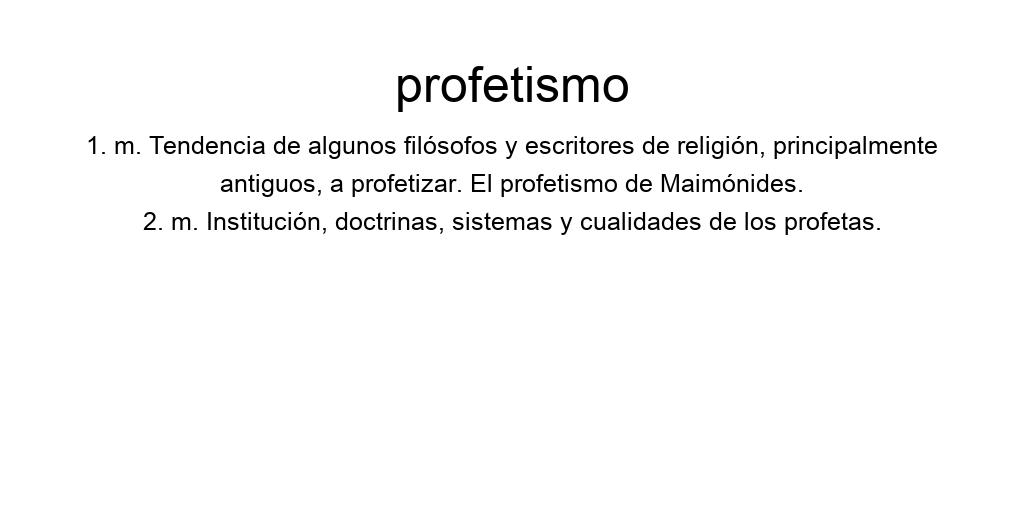 profetismo
1. m. Tendencia de algunos filósofos y escritores de religión, principalmente
antiguos, a profetizar. El profetismo de Maimónides.
2. m. Institución, doctrinas, sistemas y cualidades de los profetas.